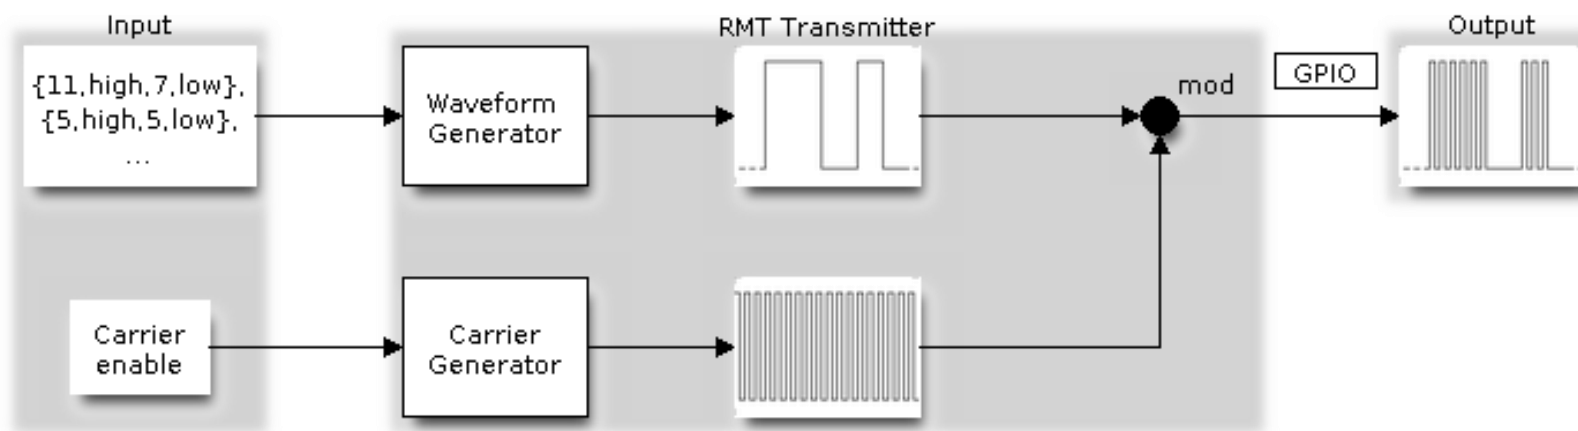 Input
RMT Transmitter
Output
{11,high,7,low},
{5,high,5,low},
...
Waveform
Generator
mod
GPIO
Carrier
enable
Carrier
Generator